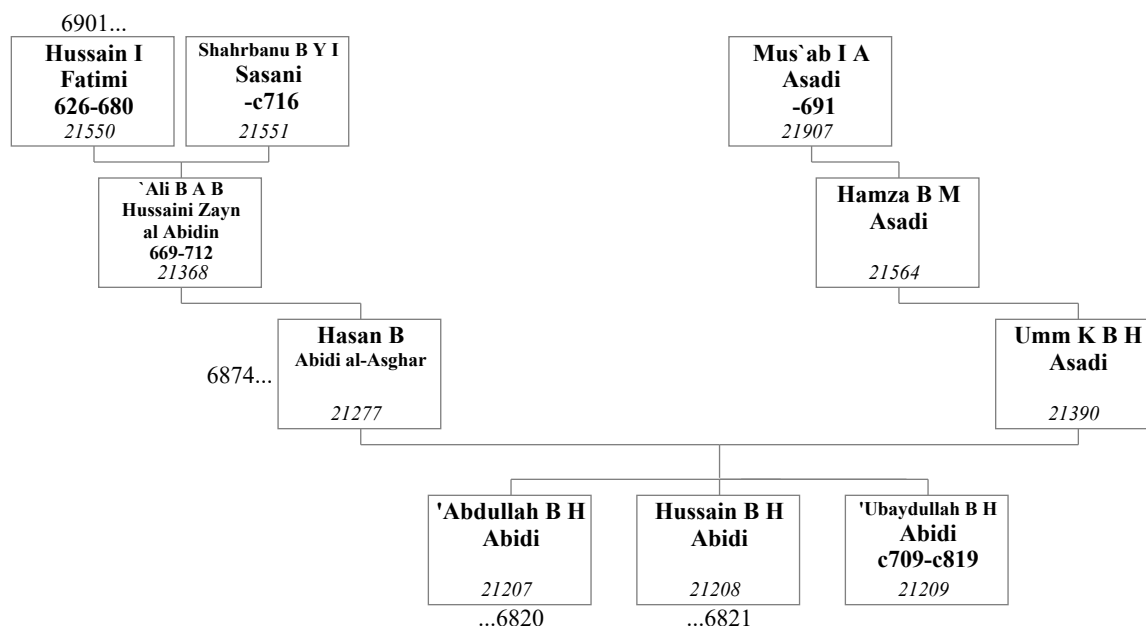 6901...
Hussain I
Fatimi
626-680
21550
Shahrbanu B Y I
Sasani
-c716
21551
Mus`ab I A
Asadi
-691
21907
`Ali B A B
Hussaini Zayn
al Abidin
669-712
21368
Hamza B M
Asadi
21564
Hasan B
Abidi al-Asghar
21277
6874...
Umm K B H
Asadi
21390
'Abdullah B H
Abidi
21207
...6820
Hussain B H
Abidi
21208
...6821
'Ubaydullah B H
Abidi
c709-c819
21209